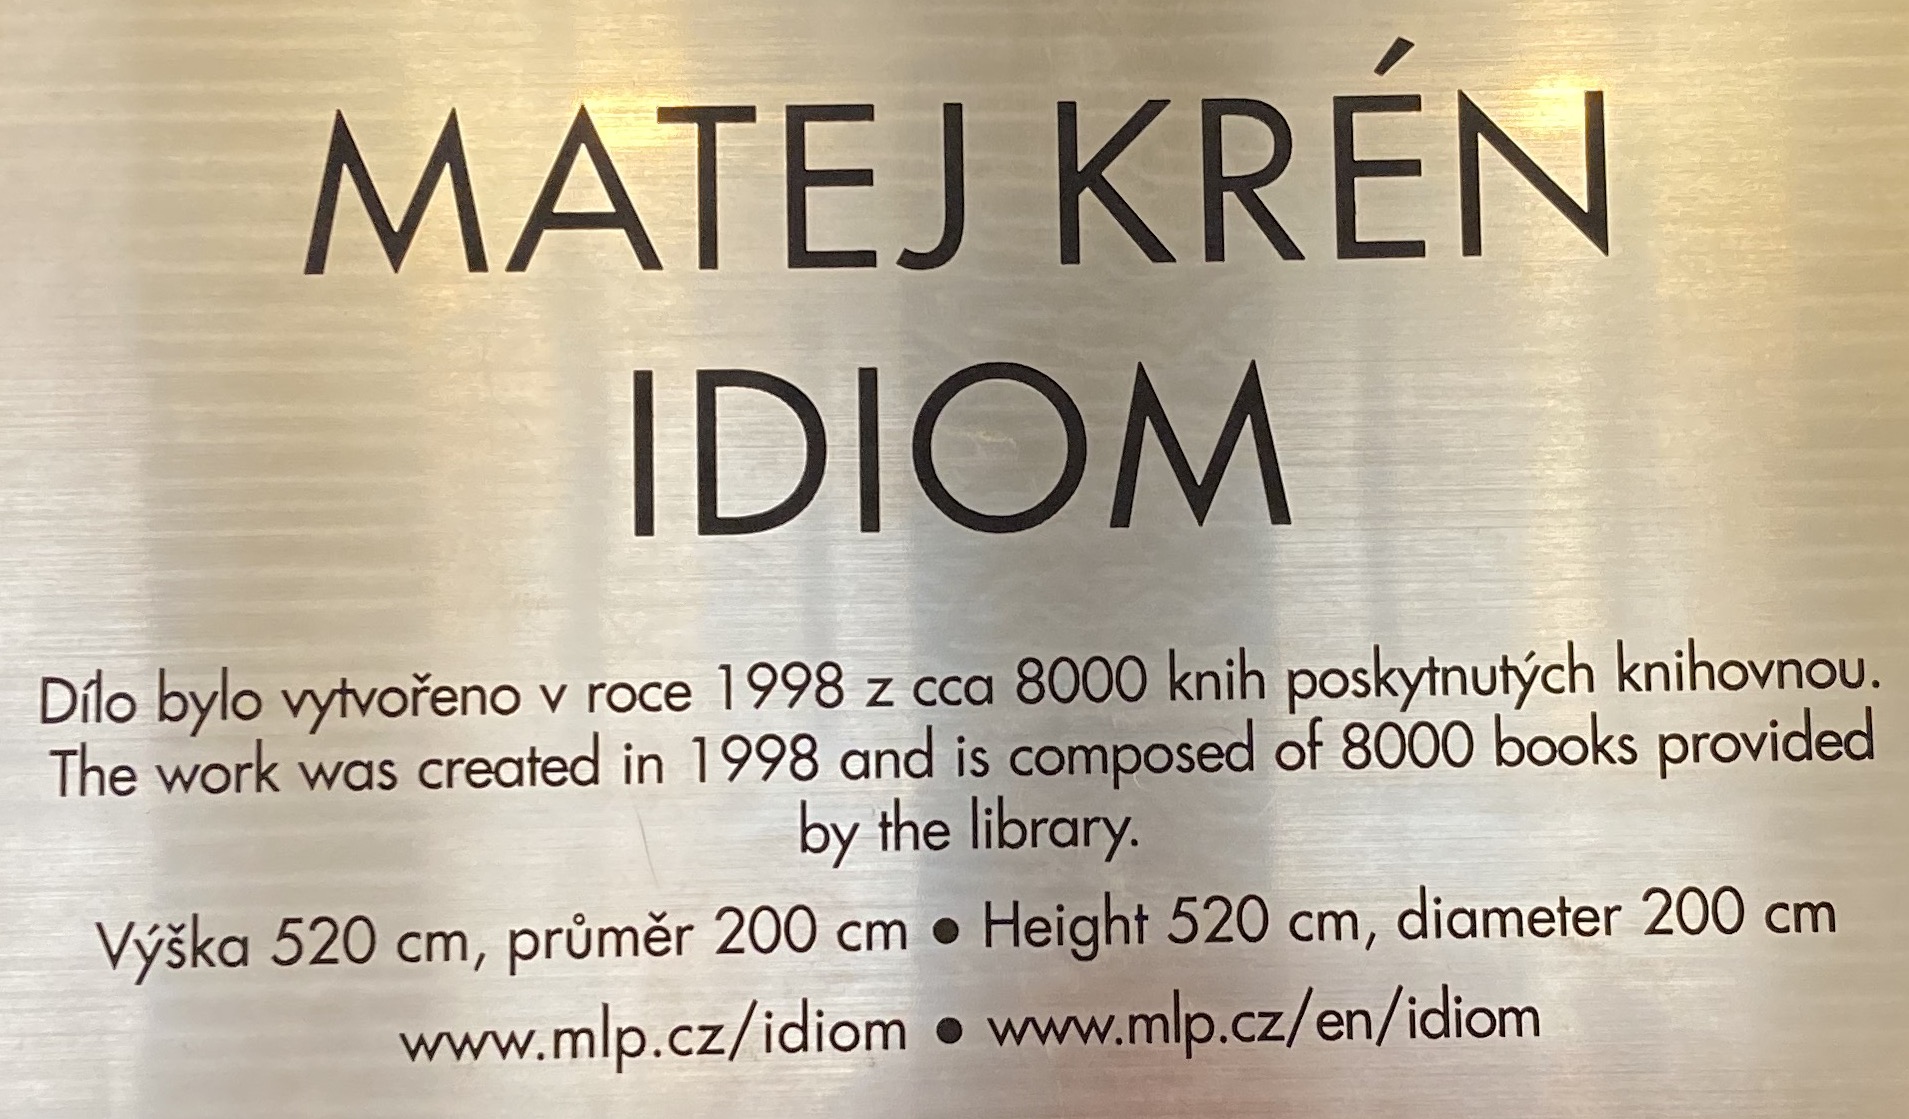 MATEJ KRÉN
IDIOM
Dílo bylo vytvořeno v roce 1998 z cca 8000 knih poskytnutých knihovnou.
The work was created in 1998 and is composed of 8000 books provided
by the library.
Výška 520 cm, průměr 200 cm • Height 520 cm, diameter 200 cm
www.mlp.cz/idiom • www.mlp.cz/en/idiom